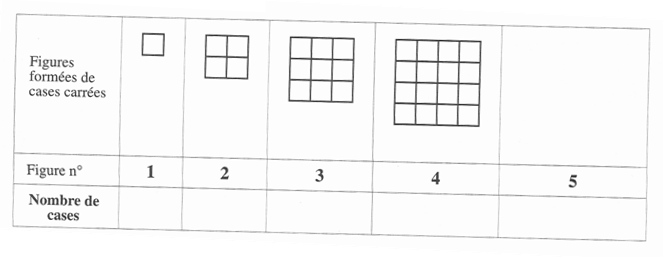 Figures
formées de
cases carrées
Figure n° 1 2 3 4 5
Nombre de
cases